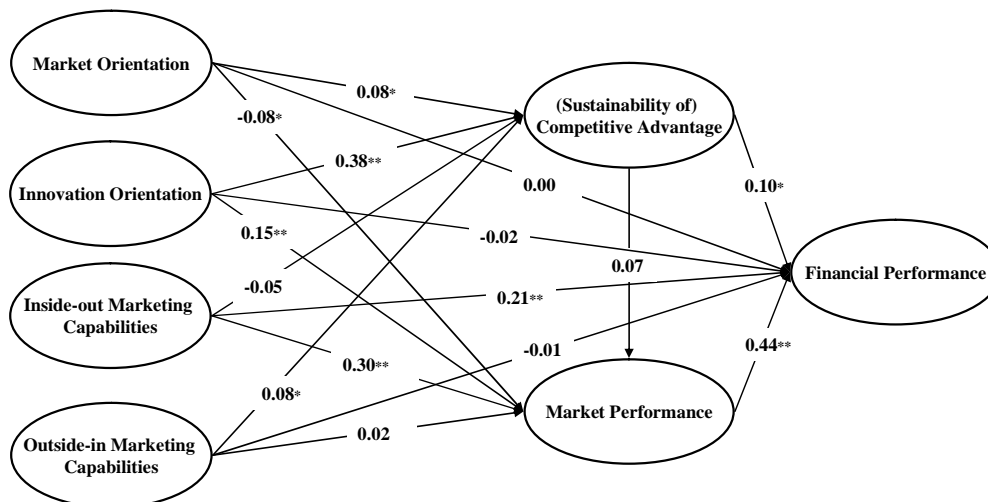 Market Orientation
0.08*
-0.08*
(Sustainability of)
Competitive Advantage
Innovation Orientation
0.38**
0.15**
0.00
0.10*
-0.02
0.07
Financial Performance
Inside-out Marketing
Capabilities
-0.05
0.21**
0.30**
-0.01
0.44**
0.08*
Market Performance
Outside-in Marketing
Capabilities
0.02